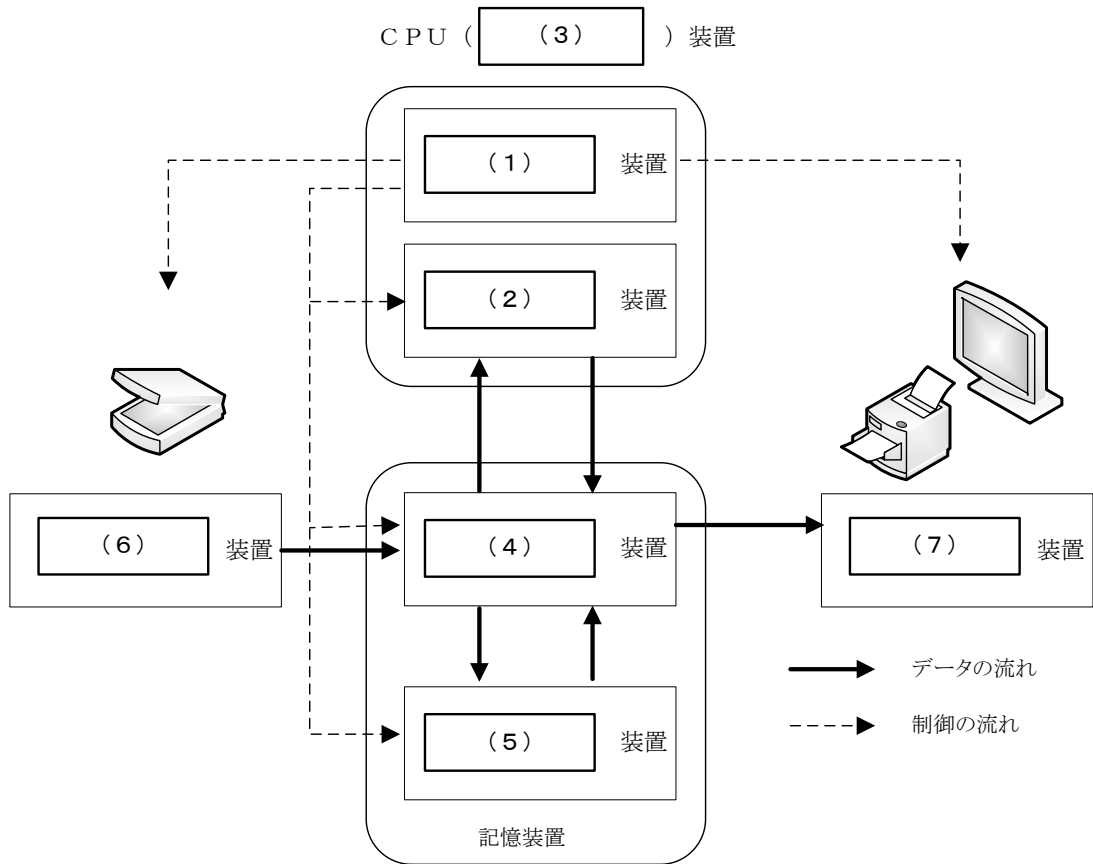 ＣＰＵ（ （３） ）装置
（１） 装置
（２） 装置
（６） 装置
（４） 装置
（７） 装置
データの流れ
（５） 装置
制御の流れ
記憶装置